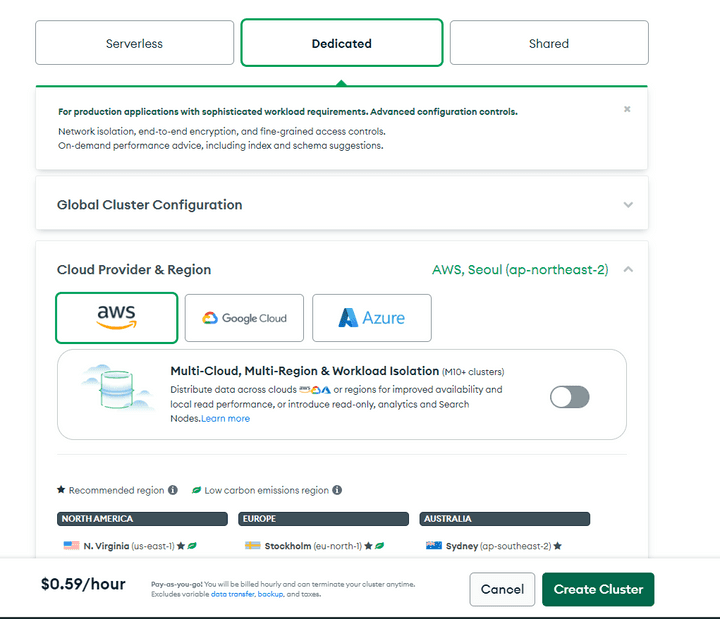 Serverless
Dedicated
Shared
For production applications with sophisticated workload requirements. Advanced configuration controls.
Network isolation, end-to-end encryption, and fine-grained access controls.
On-demand performance advice, including index and schema suggestions.
Global Cluster Configuration
Cloud Provider & Region
AWS, Seoul (ap-northeast-2)
aws
Google Cloud
Azure
Multi-Cloud, Multi-Region & Workload Isolation (M10+ clusters)
Distribute data across clouds aws or regions for improved availability and
local read performance, or introduce read-only, analytics and Search
Nodes.Learn more
★ Recommended region
Low carbon emissions region
NORTH AMERICA
EUROPE
AUSTRALIA
N. Virginia (us-east-1) ★
Stockholm (eu-north-1) ★
Sydney (ap-southeast-2) ★
$0.59/hour
Pay-as-you-go! You will be billed hourly and can terminate your cluster anytime.
Excludes variable data transfer, backup, and taxes.
Cancel
Create Cluster